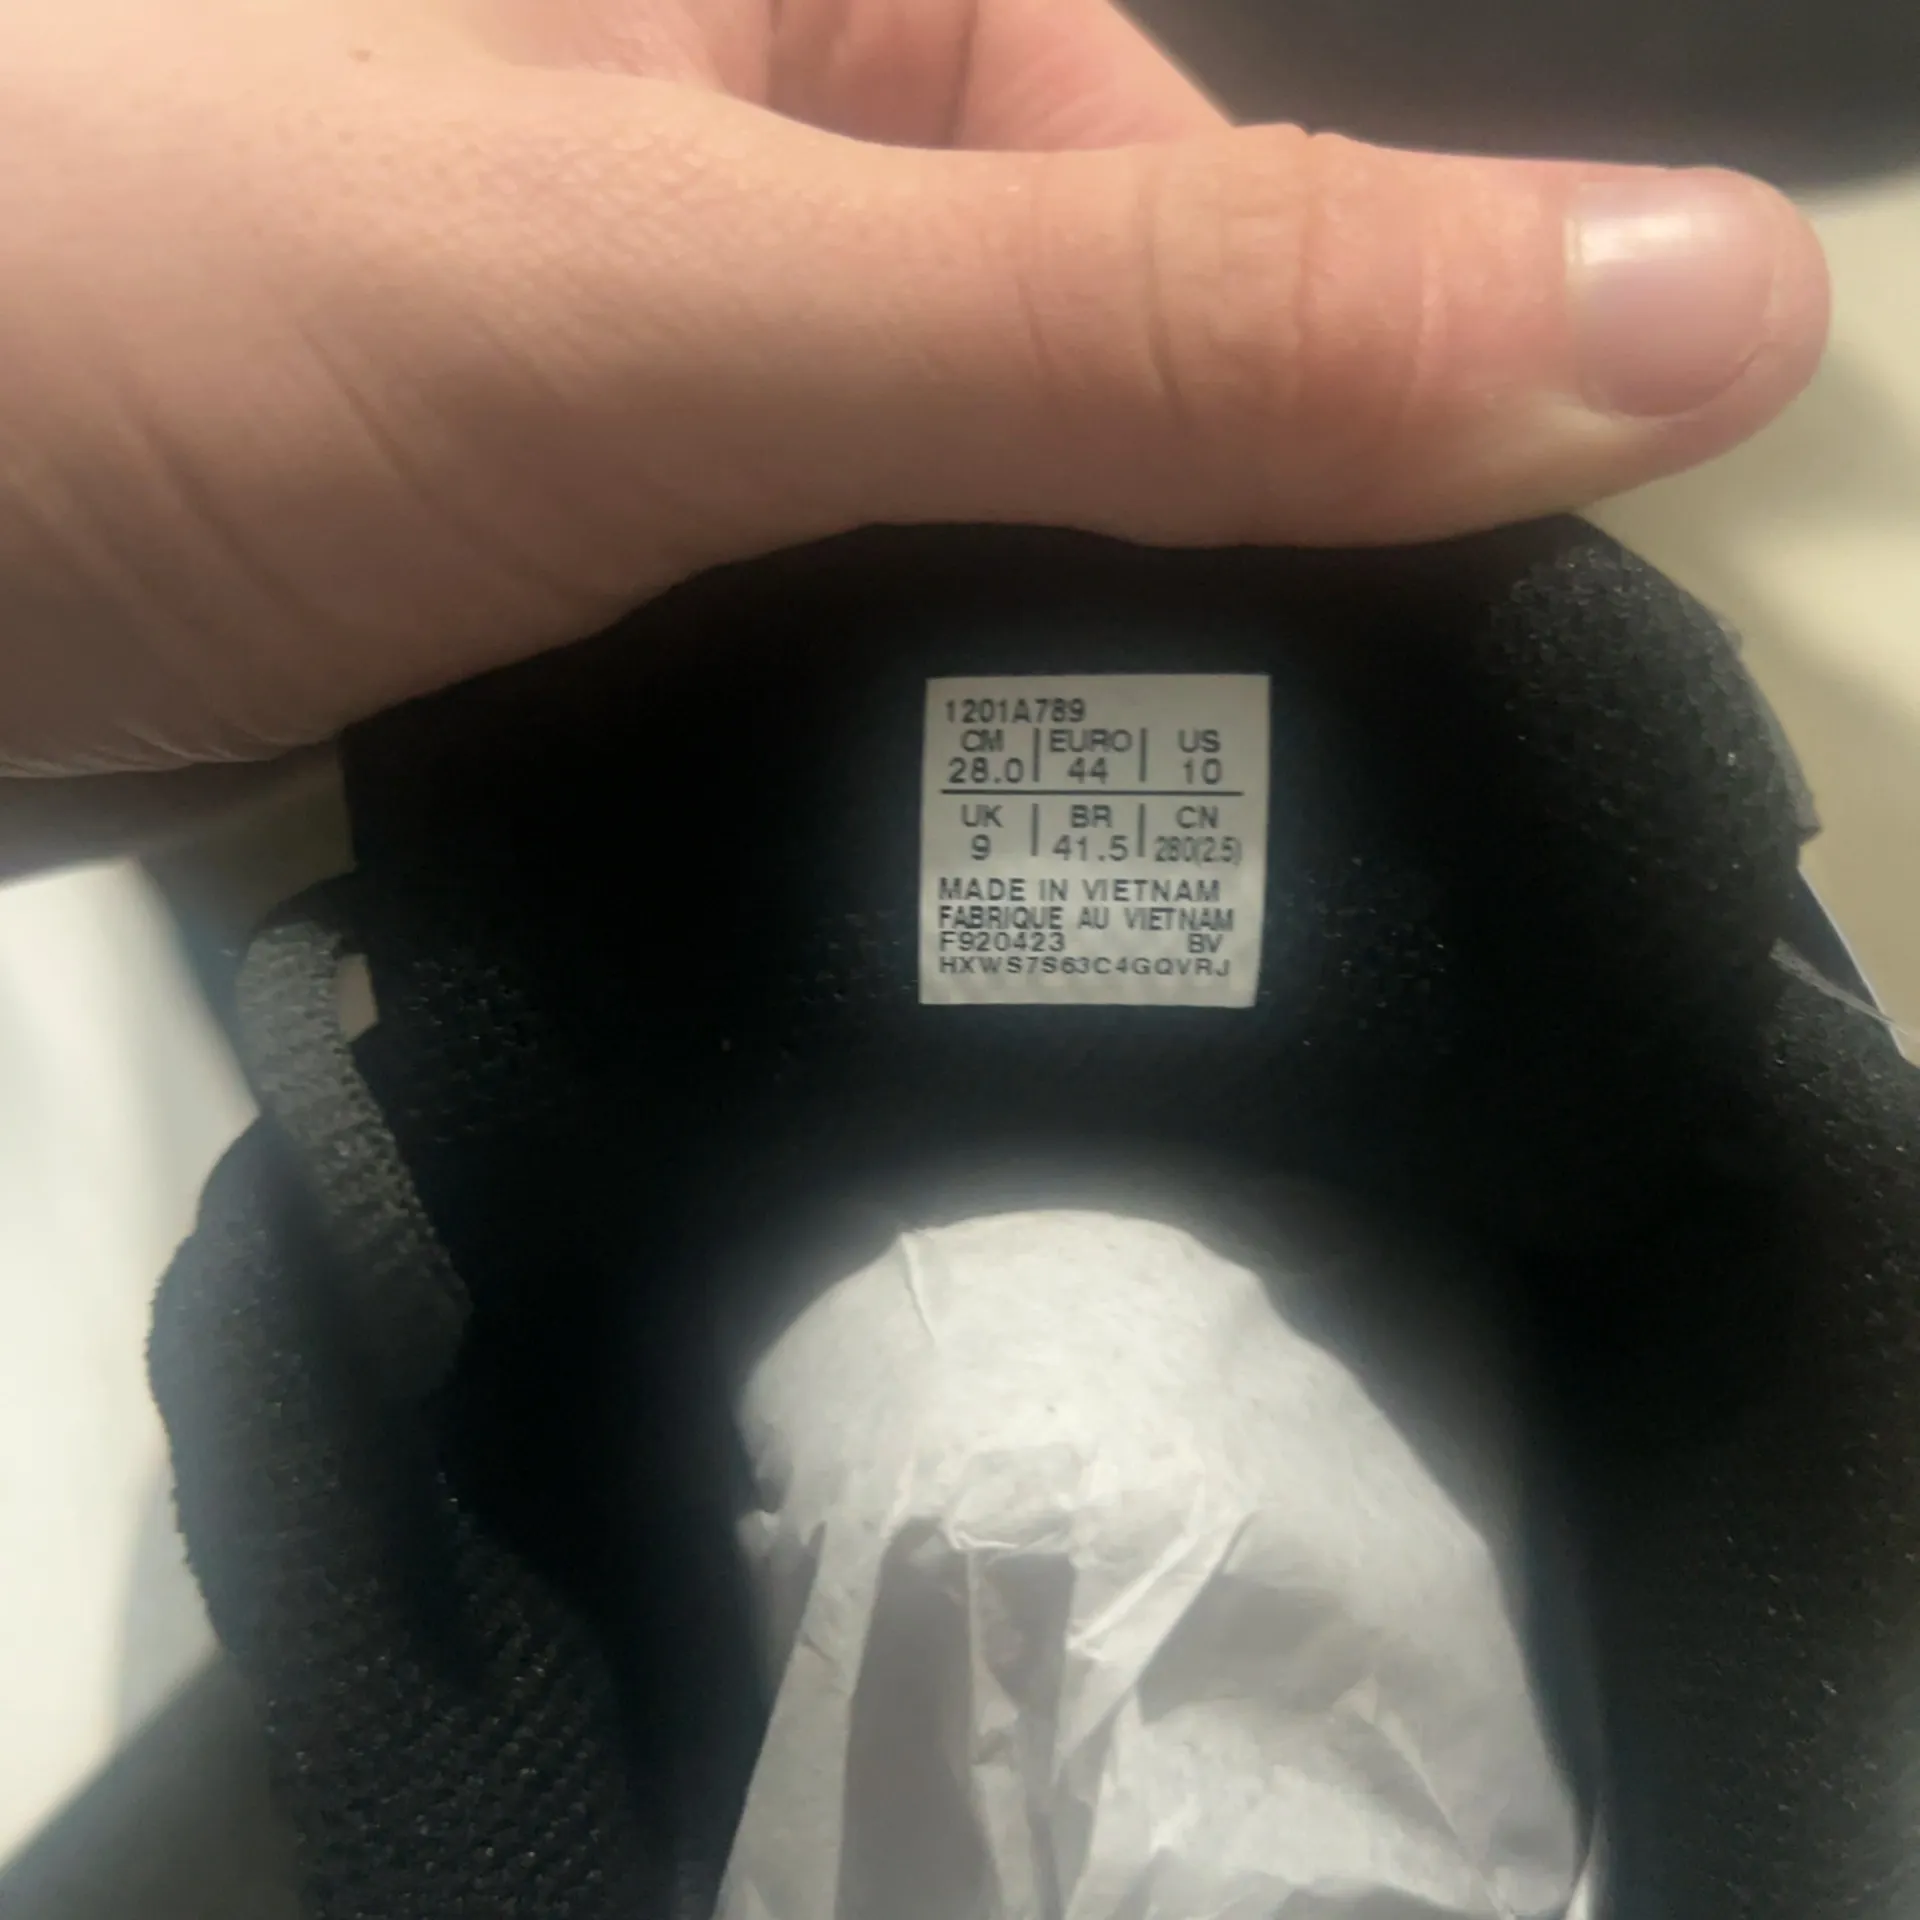 1201A789
CM | EURO | US
28.0 | 44 | 10
UK | BR | CN
9 | 41.5 | 280(2.5)
MADE IN VIETNAM
FABRIQUE AU VIETNAM
F920423 BV
HXWS7S63C4GQVRJ